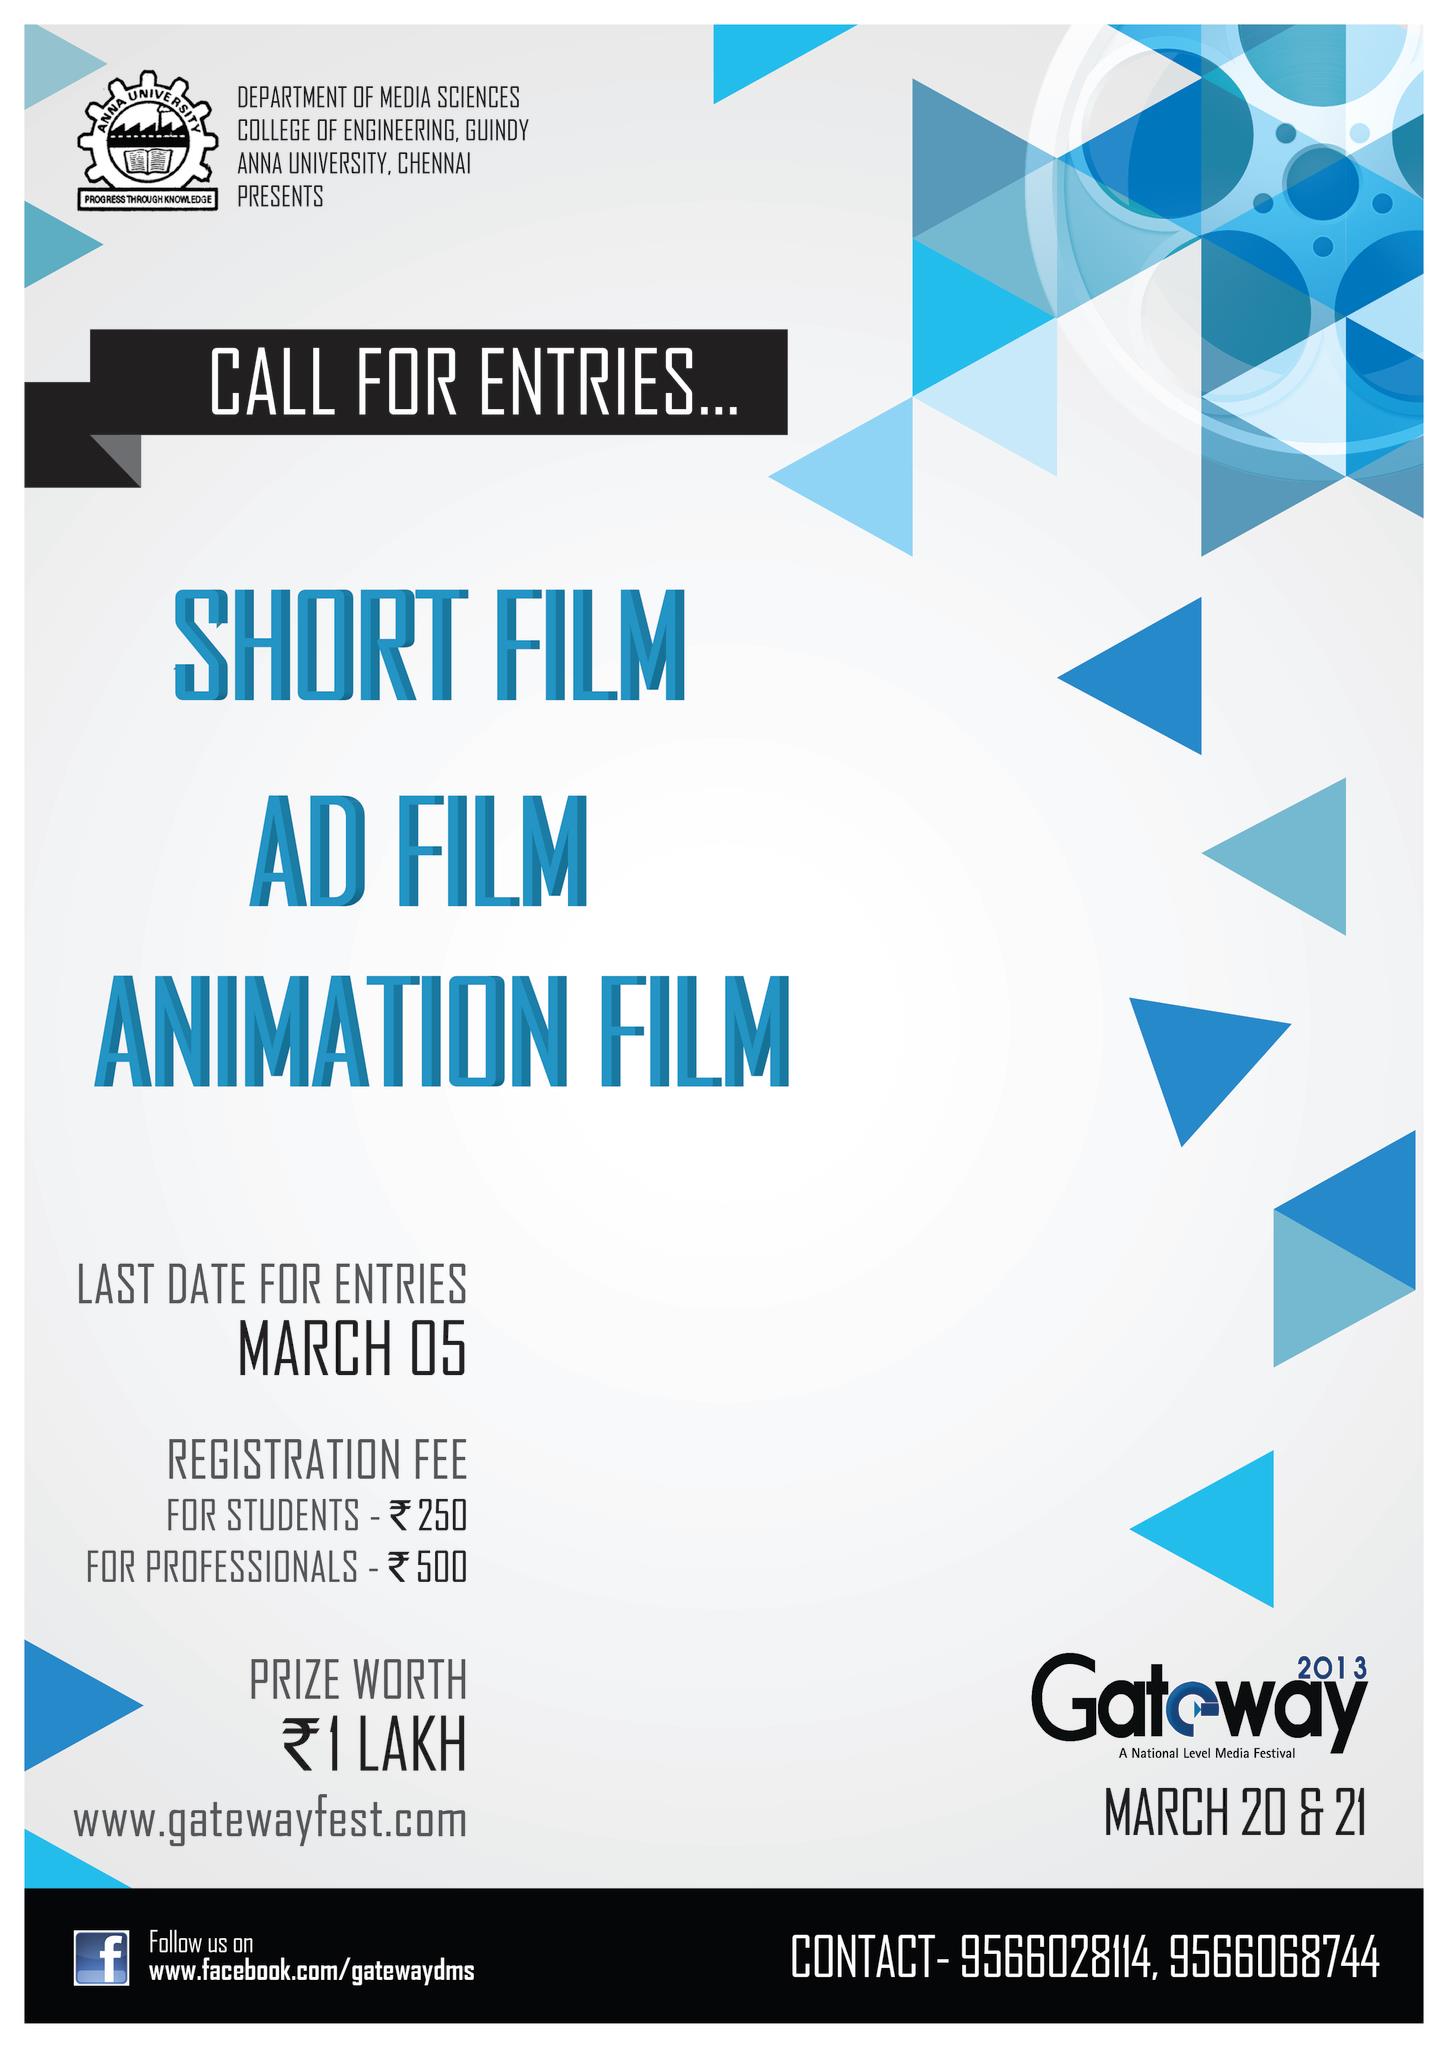 ANNA UNIVERSITY
PROGRESS THROUGH KNOWLEDGE
DEPARTMENT OF MEDIA SCIENCES
COLLEGE OF ENGINEERING, GUINDY
ANNA UNIVERSITY, CHENNAI
PRESENTS
CALL FOR ENTRIES...
SHORT FILM
AD FILM
ANIMATION FILM
LAST DATE FOR ENTRIES
MARCH 05
REGISTRATION FEE
FOR STUDENTS - ₹ 250
FOR PROFESSIONALS - ₹ 500
PRIZE WORTH
₹1 LAKH
www.gatewayfest.com
2013
Gateway
A National Level Media Festival
MARCH 20 & 21
f
Follow us on
www.facebook.com/gatewaydms
CONTACT- 9566028114, 9566068744